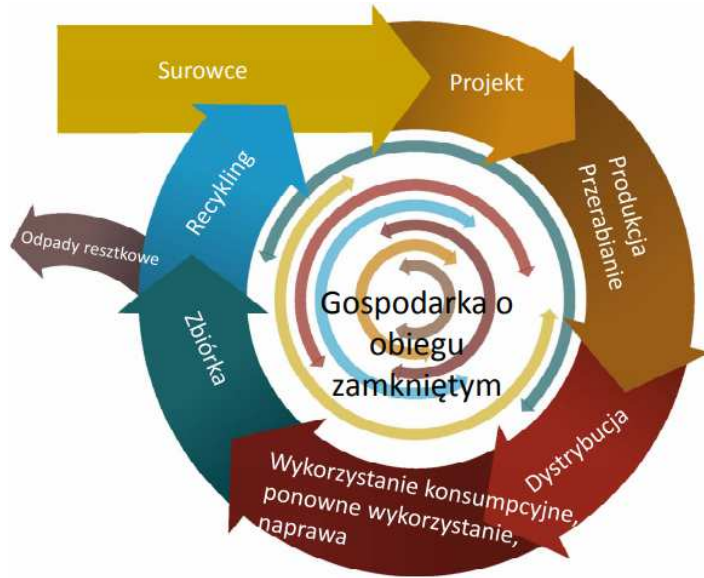 Surowce
Projekt
Produkcja
Przerabianie
Dystrybucja
Wykorzystanie konsumpcyjne,
ponowne wykorzystanie,
naprawa
Zbiórka
Recykling
Odpady resztkowe
Gospodarka o
obiegu
zamkniętym